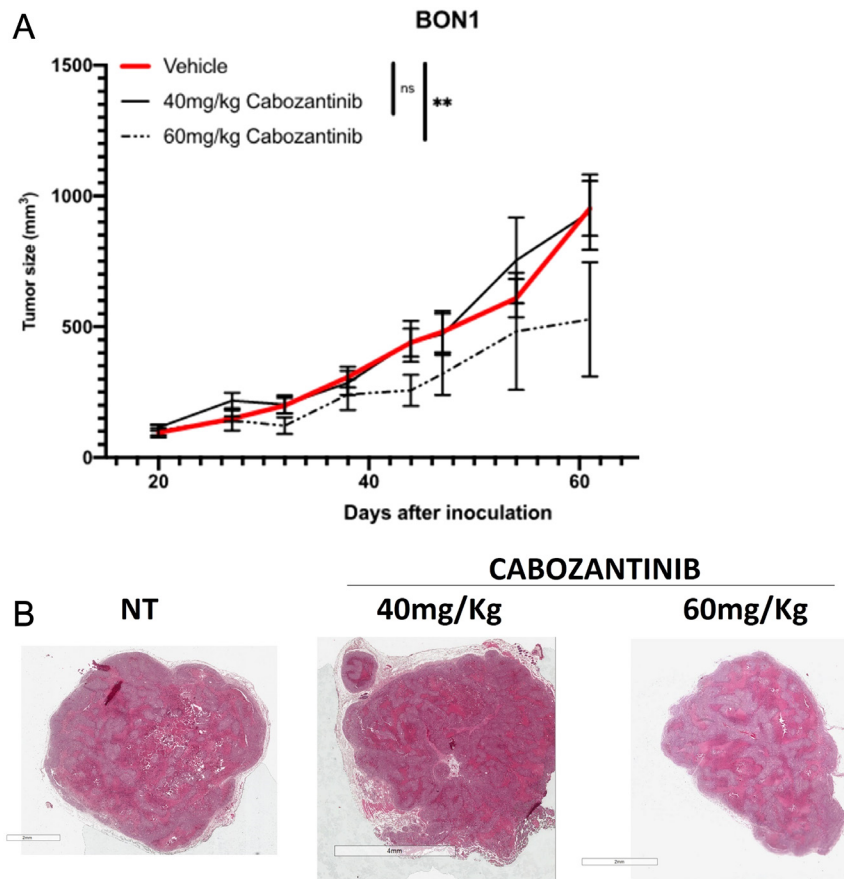 A
BON1
1500
1000
500
0
Tumor size (mm³)
Vehicle
40mg/kg Cabozantinib
60mg/kg Cabozantinib
ns
**
20
40
60
Days after inoculation
B
CABOZANTINIB
NT
40mg/Kg
60mg/Kg
2mm
4mm
2mm